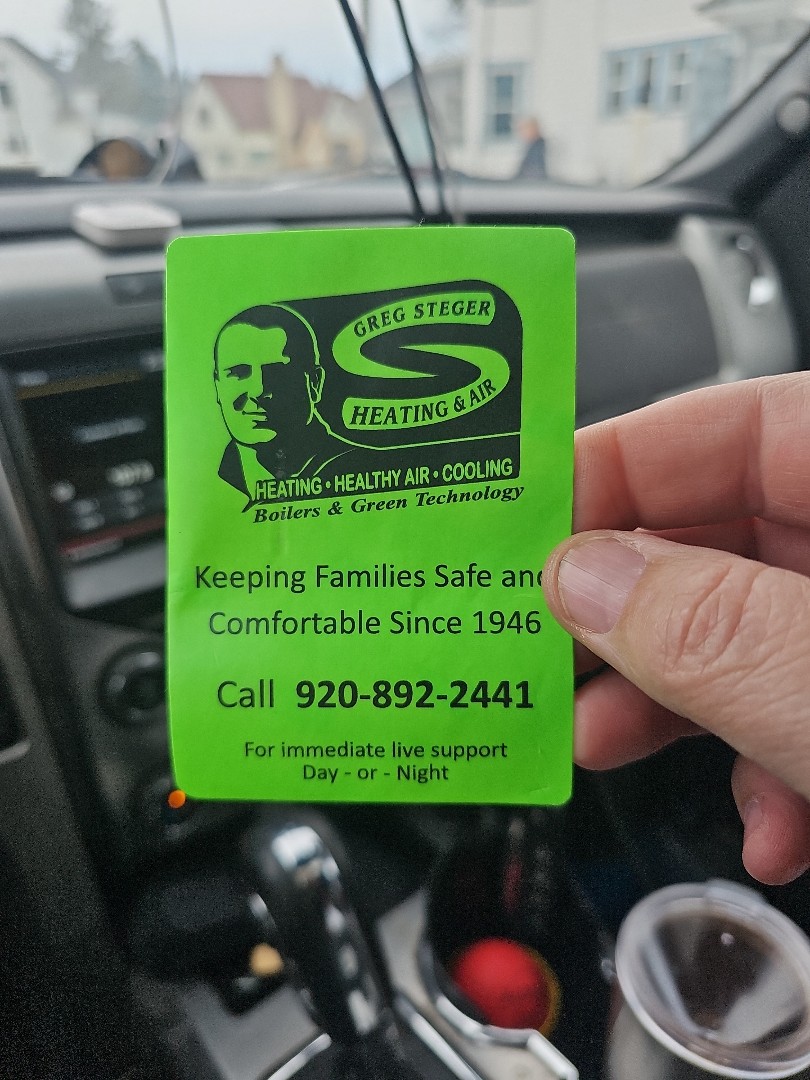 GREG STEGER
HEATING & AIR
HEATING • HEALTHY AIR • COOLING
Boilers & Green Technology
Keeping Families Safe and
Comfortable Since 1946
Call 920-892-2441
For immediate live support
Day - or - Night